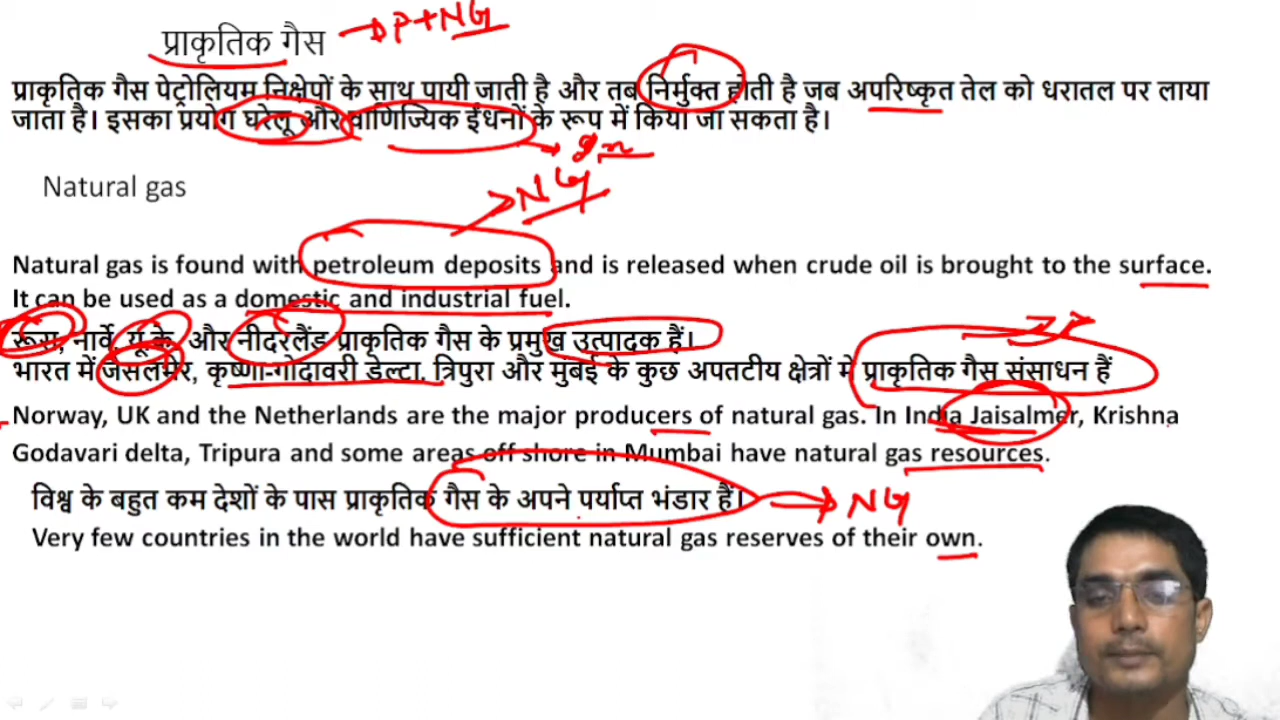 प्राकृतिक गैस → P+NG
प्राकृतिक गैस पेट्रोलियम निक्षेपों के साथ पायी जाती है और तब निर्मुक्त होती है जब अपरिष्कृत तेल को धरातल पर लाया
जाता है। इसका प्रयोग घरेलू और वाणिज्यिक ईंधनों के रूप में किया जा सकता है।
Natural gas
NG
Natural gas is found with petroleum deposits and is released when crude oil is brought to the surface.
It can be used as a domestic and industrial fuel.
रूस, नार्वे, यू.के. और नीदरलैंड प्राकृतिक गैस के प्रमुख उत्पादक हैं।
भारत में जैसलमेर, कृष्णा-गोदावरी डेल्टा, त्रिपुरा और मुंबई के कुछ अपतटीय क्षेत्रों में प्राकृतिक गैस संसाधन हैं
Norway, UK and the Netherlands are the major producers of natural gas. In India Jaisalmer, Krishna
Godavari delta, Tripura and some areas off shore in Mumbai have natural gas resources.
विश्व के बहुत कम देशों के पास प्राकृतिक गैस के अपने पर्याप्त भंडार हैं। → NG
Very few countries in the world have sufficient natural gas reserves of their own.